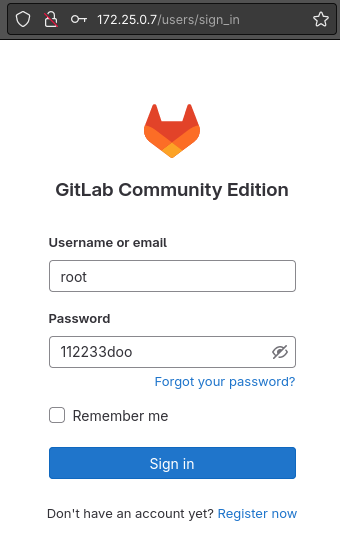 172.25.0.7/users/sign_in
GitLab Community Edition
Username or email
root
Password
112233doo
Forgot your password?
Remember me
Sign in
Don't have an account yet? Register now